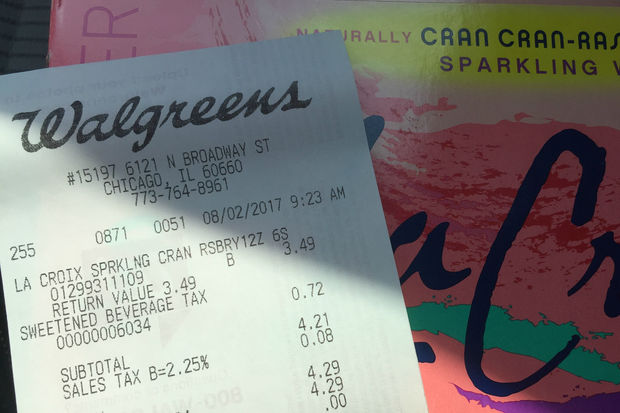 ER
NATURALLY CRAN CRAN-RAS
SPARKLING W
La Cr
Walgreens
#15197 6121 N BROADWAY ST
CHICAGO, IL 60660
773-764-8961
255 0871 0051 08/02/2017 9:23 AM
LA CROIX SPRKLNG CRAN RSBRY12Z 6S
01299311109 B 3.49
RETURN VALUE 3.49
SWEETENED BEVERAGE TAX
00000006034 0.72
SUBTOTAL 4.21
SALES TAX B=2.25% 0.08
4.29
4.29
.00